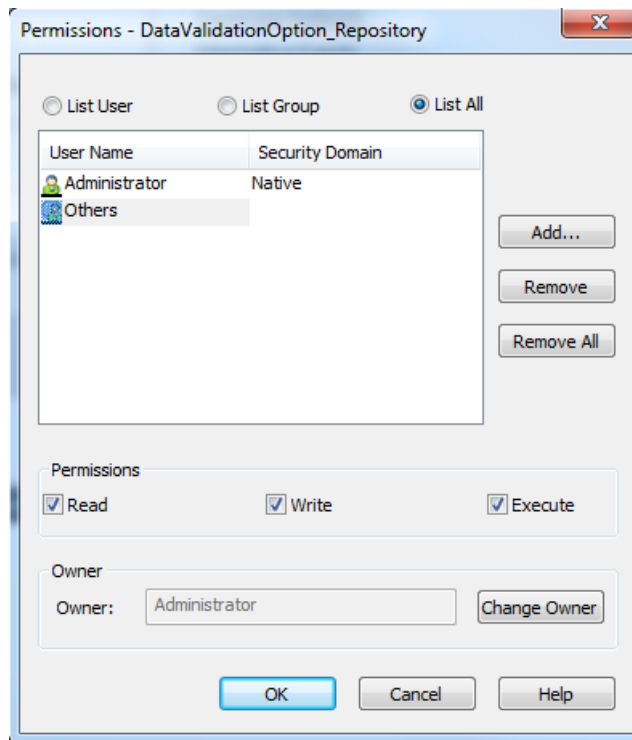 Permissions - DataValidationOption_Repository
List User List Group List All
User Name Security Domain
Administrator Native
Others
Add...
Remove
Remove All
Permissions
Read Write Execute
Owner
Owner: Administrator Change Owner
OK Cancel Help